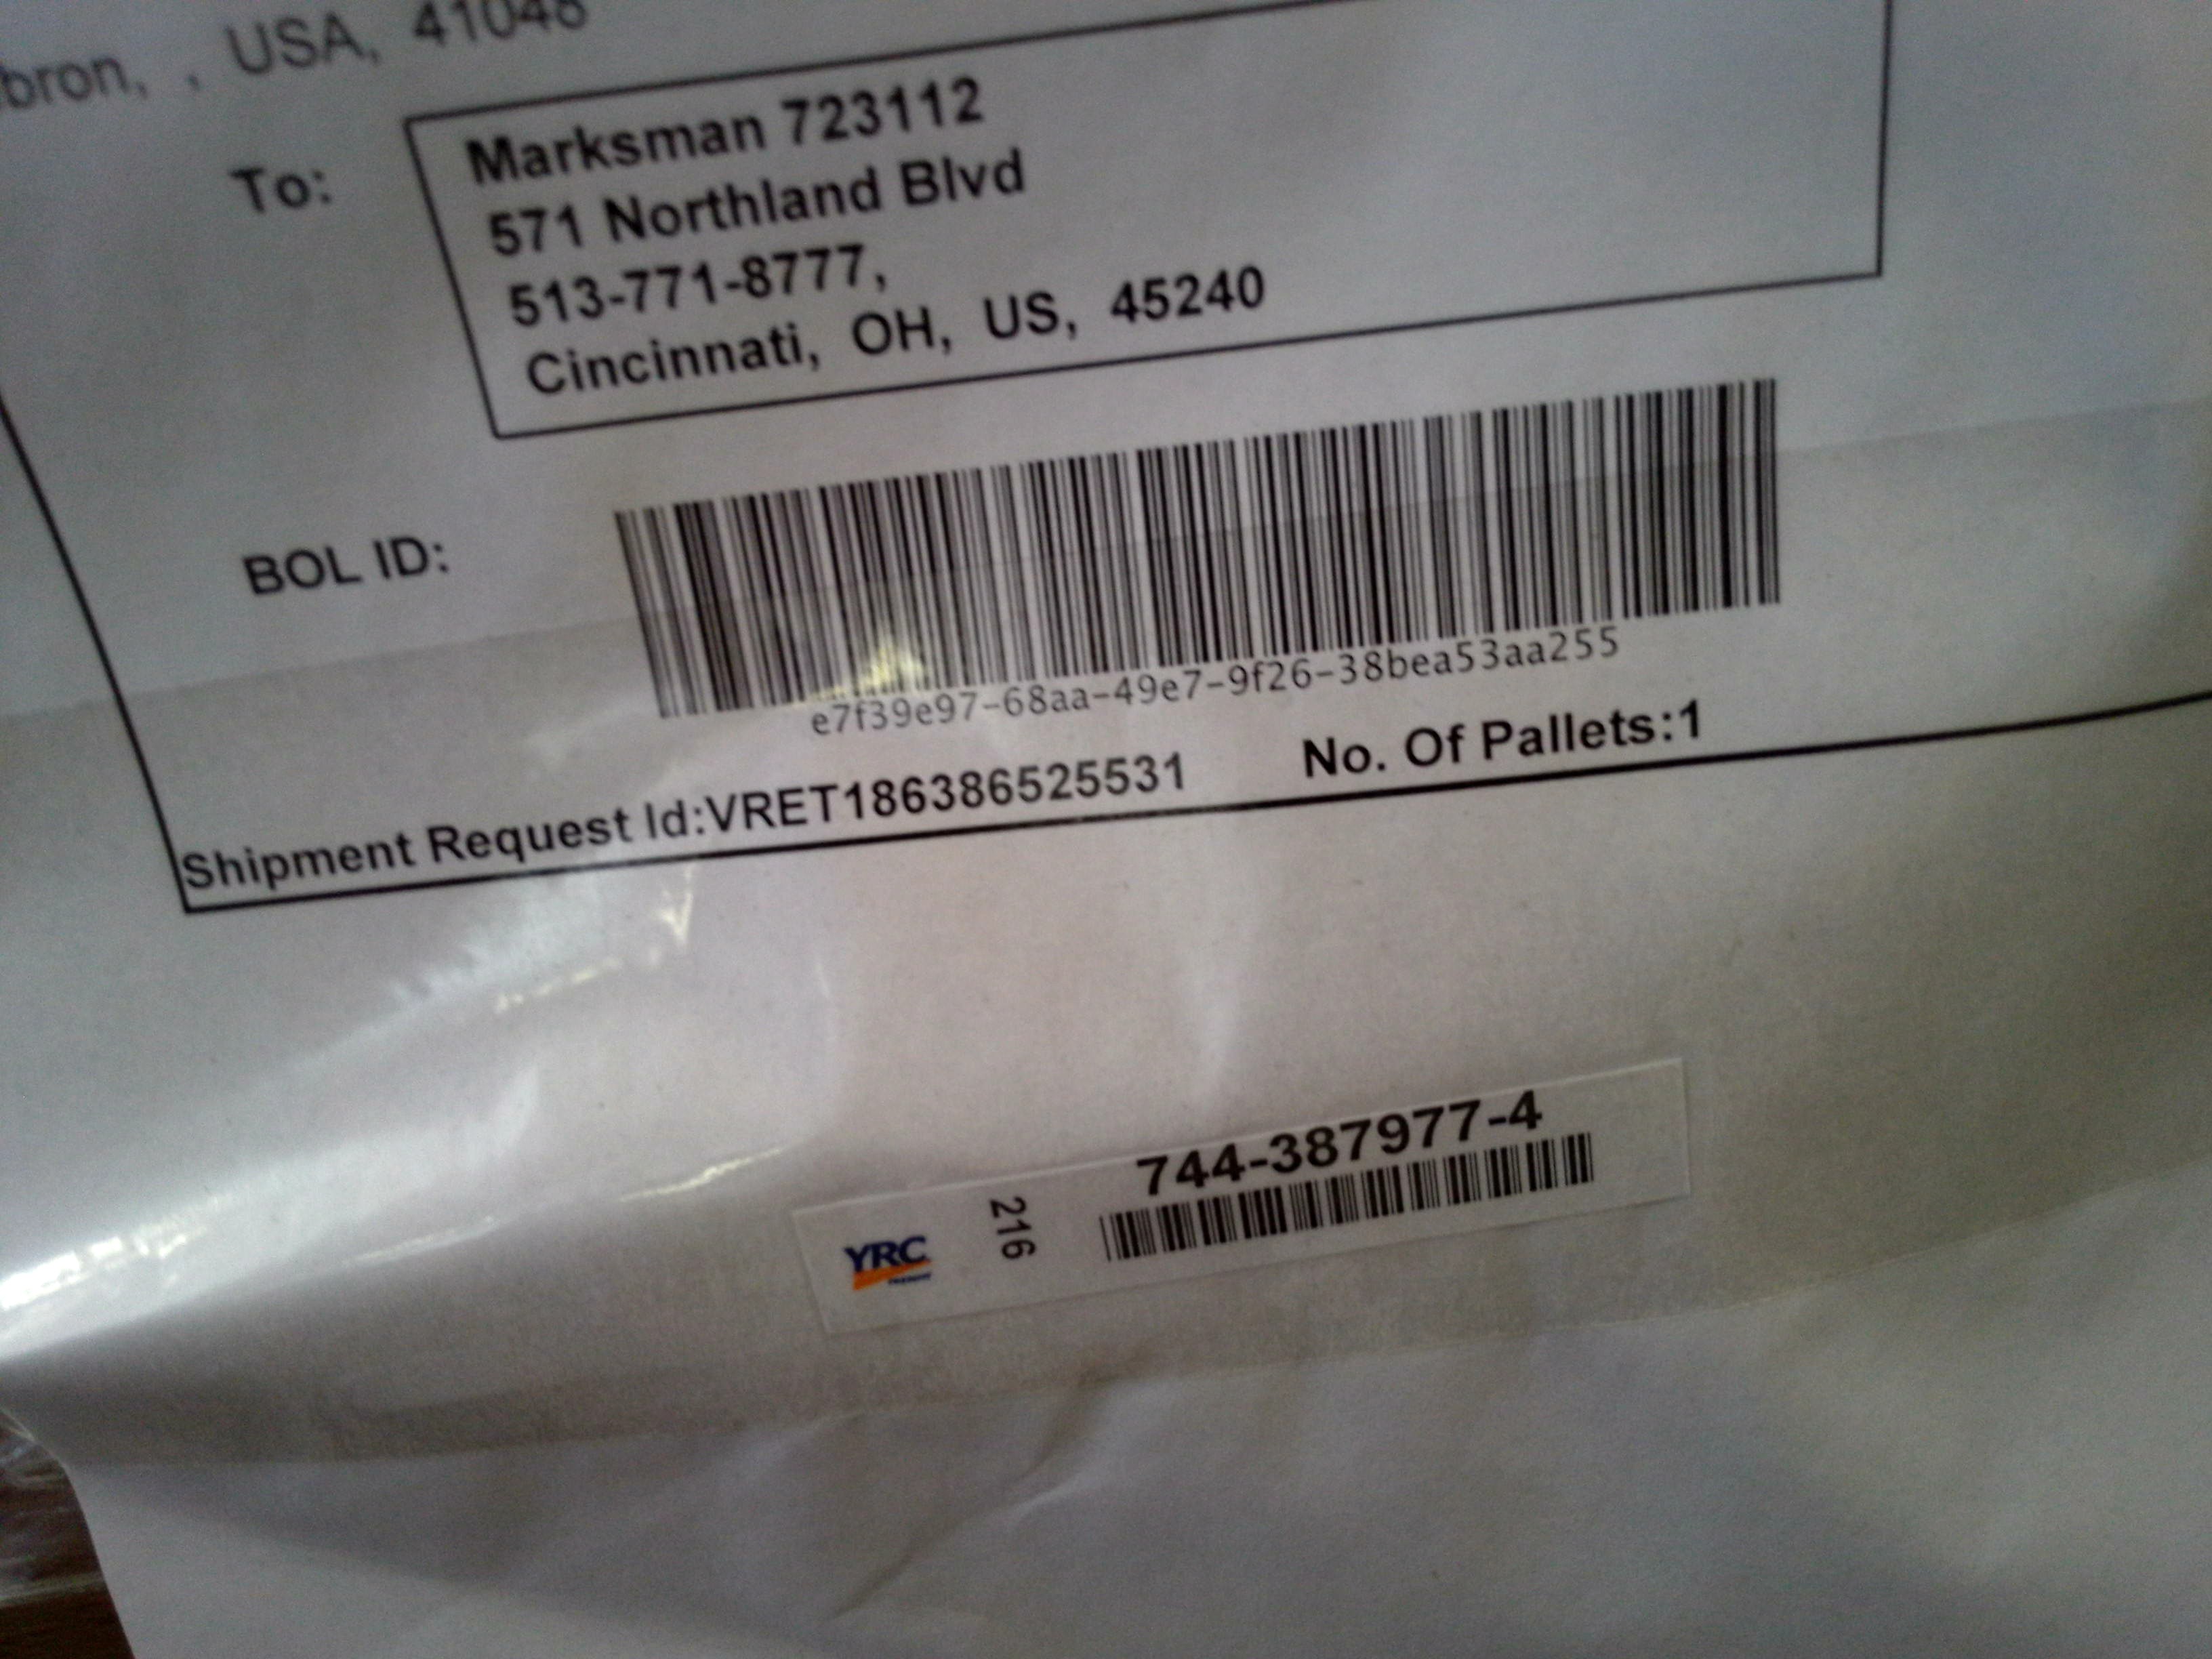 bron, , USA, 41048
To:
Marksman 723112
571 Northland Blvd
513-771-8777,
Cincinnati, OH, US, 45240
BOL ID:
e7f39e97-68aa-49e7-9f26-38bea53aa255
Shipment Request Id:VRET186386525531 No. Of Pallets:1
744-387977-4
216
YRC